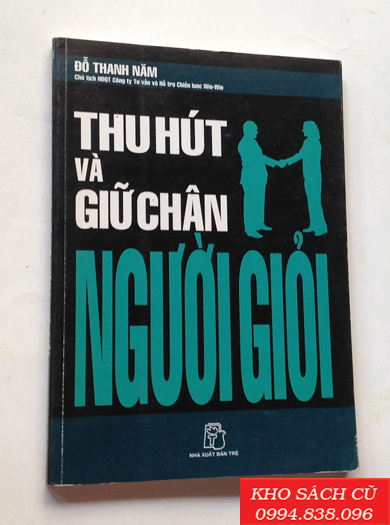 ĐỖ THANH NĂM
Chủ tịch HĐQT Công ty Tư vấn và Hỗ trợ Chiến lược Win-Win
THU HÚT
VÀ
GIỮ CHÂN
NGƯỜI GIỎI
NHÀ XUẤT BẢN TRẺ
KHO SÁCH CŨ
0994.838.096